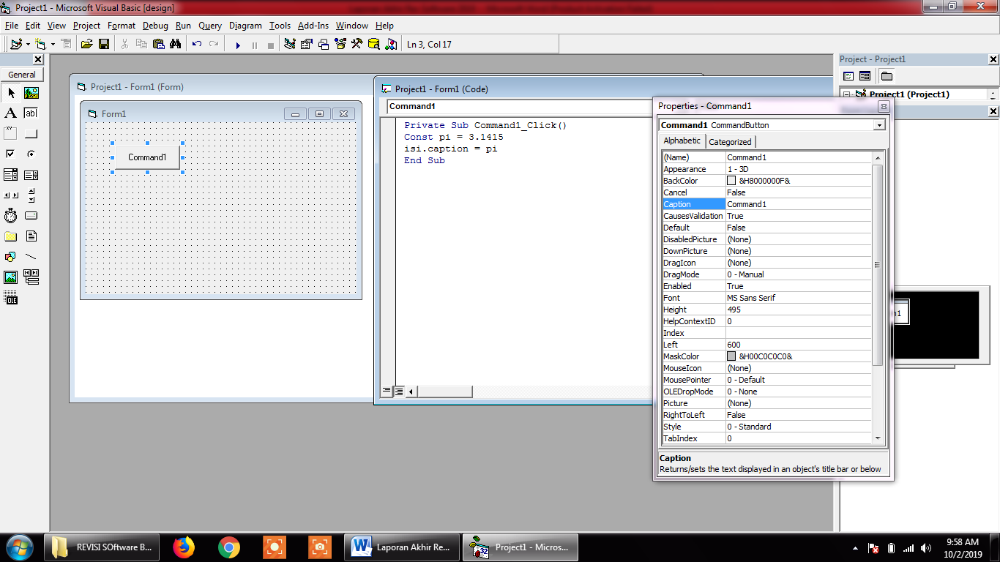 Project1 - Microsoft Visual Basic [design]
File Edit View Project Format Debug Run Query Diagram Tools Add-Ins Window Help
Ln 3, Col 17
General
Project1 - Form1 (Form)
Form1
Command1
Project1 - Form1 (Code)
Command1
Private Sub Command1_Click()
Const pi = 3.1415
isi.caption = pi
End Sub
Project - Project1
Project1 (Project1)
Properties - Command1
Command1 CommandButton
Alphabetic Categorized
(Name) Command1
Appearance 1 - 3D
BackColor &H8000000F&
Cancel False
Caption Command1
CausesValidation True
Default False
DisabledPicture (None)
DownPicture (None)
DragIcon (None)
DragMode 0 - Manual
Enabled True
Font MS Sans Serif
Height 495
HelpContextID 0
Index
Left 600
MaskColor &H00C0C0C0&
MouseIcon (None)
MousePointer 0 - Default
OLEDropMode 0 - None
Picture (None)
RightToLeft False
Style 0 - Standard
TabIndex 0
Caption
Returns/sets the text displayed in an object's title bar or below
REVISI SOftware B...
Laporan Akhir Re...
Project1 - Micros...
9:58 AM
10/2/2019